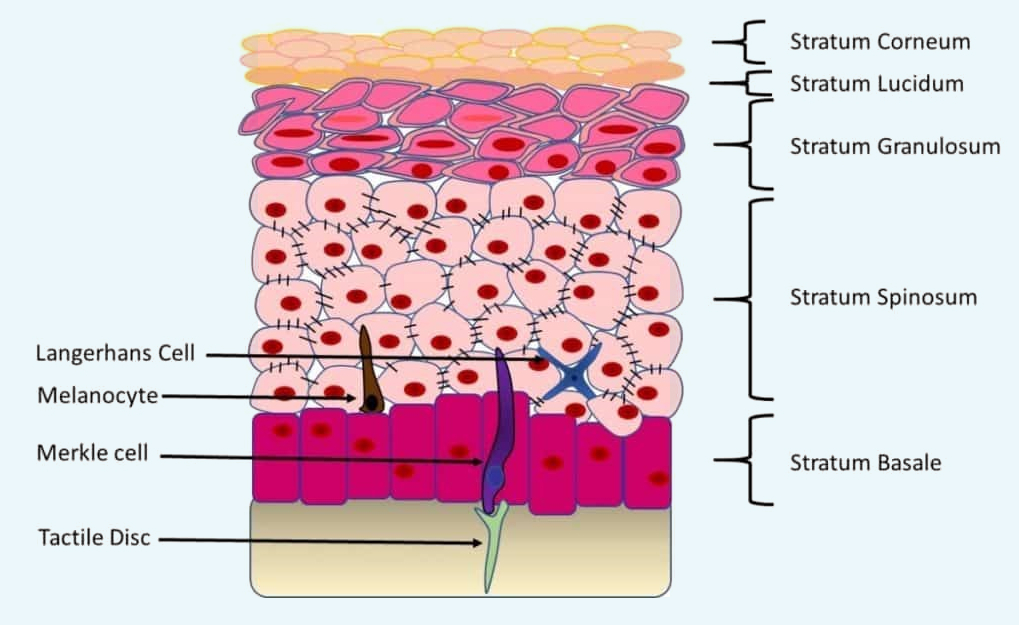 Stratum Corneum
Stratum Lucidum
Stratum Granulosum
Stratum Spinosum
Langerhans Cell
Melanocyte
Merkle cell
Stratum Basale
Tactile Disc